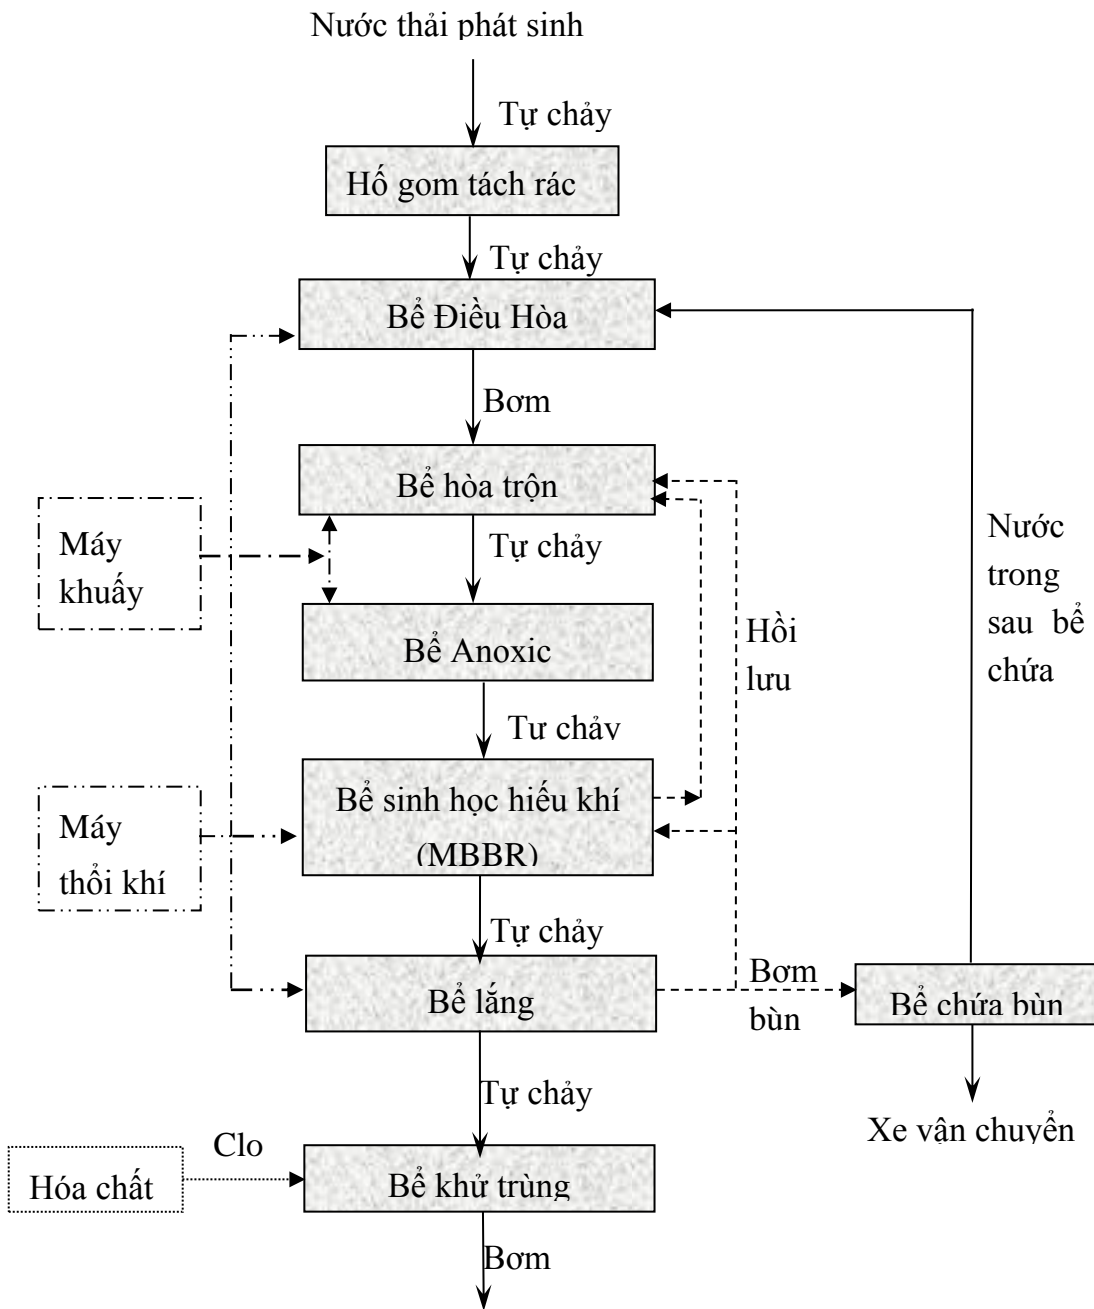 Nước thải phát sinh
Tự chảy
Hố gom tách rác
Tự chảy
Bể Điều Hòa
Bơm
Bể hòa trộn
Máy
khuấy
Tự chảy
Nước
trong
sau bể
chứa
Bể Anoxic
Hồi
lưu
Tự chảy
Bể sinh học hiếu khí
(MBBR)
Máy
thổi khí
Tự chảy
Bể lắng
Bơm
bùn
Bể chứa bùn
Tự chảy
Xe vận chuyển
Clo
Hóa chất
Bể khử trùng
Bơm